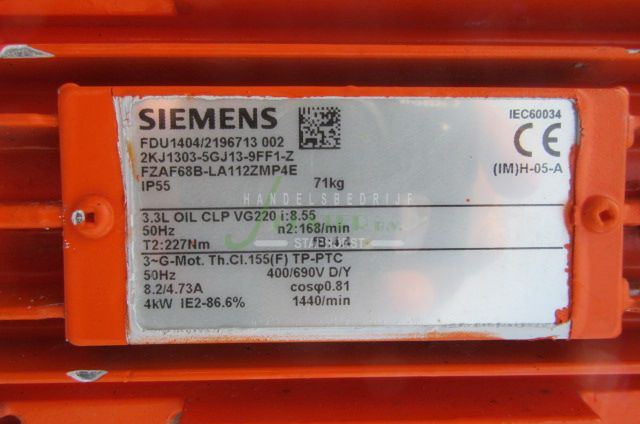 SIEMENS
IEC60034
FDU1404/2196713 002
2KJ1303-5GJ13-9FF1-Z
FZAF68B-LA112ZMP4E
(IM)H-05-A
IP55 71kg
HANDELSBEDRIJF
3.3L OIL CLP VG220 i:8.55
50Hz n2:168/min
T2:227Nm fB:4.4
3~G-Mot. Th.Cl.155(F) TP-PTC
50Hz 400/690V D/Y
8.2/4.73A cosφ0.81
4kW IE2-86.6% 1440/min